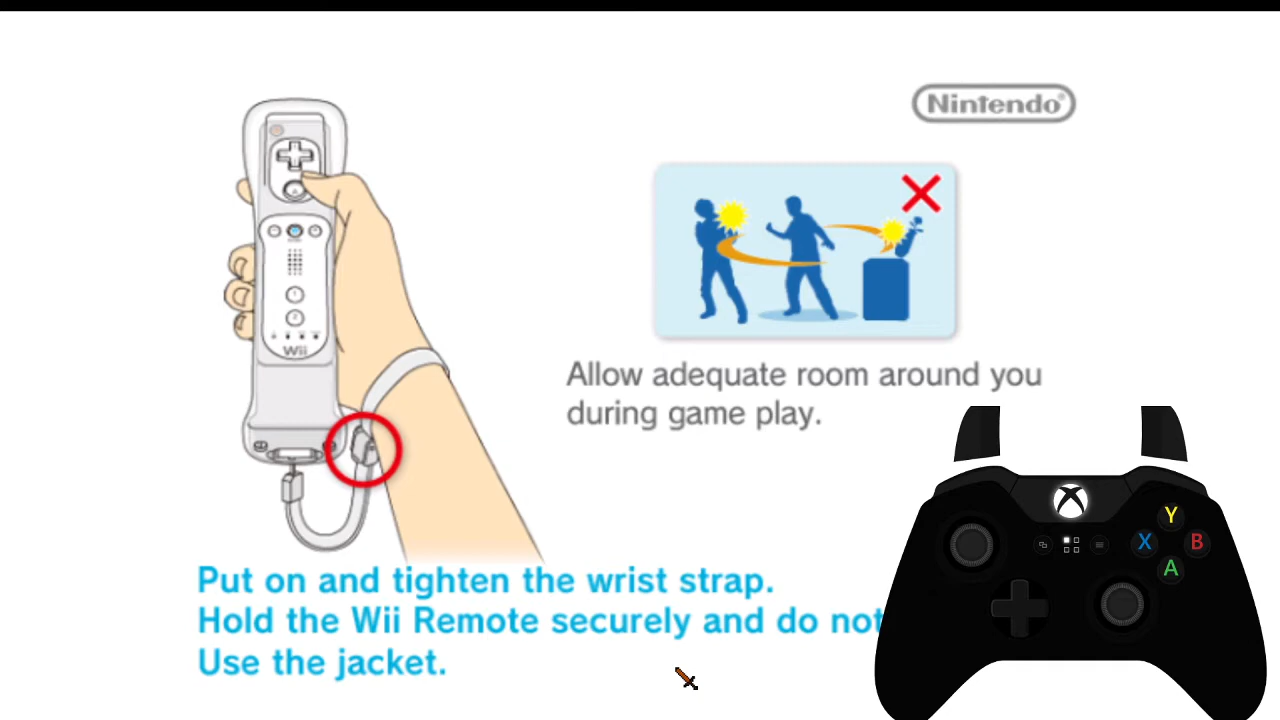 Nintendo®
Allow adequate room around you
during game play.
Wii
Put on and tighten the wrist strap.
Hold the Wii Remote securely and do not
Use the jacket.
Y
X
B
A